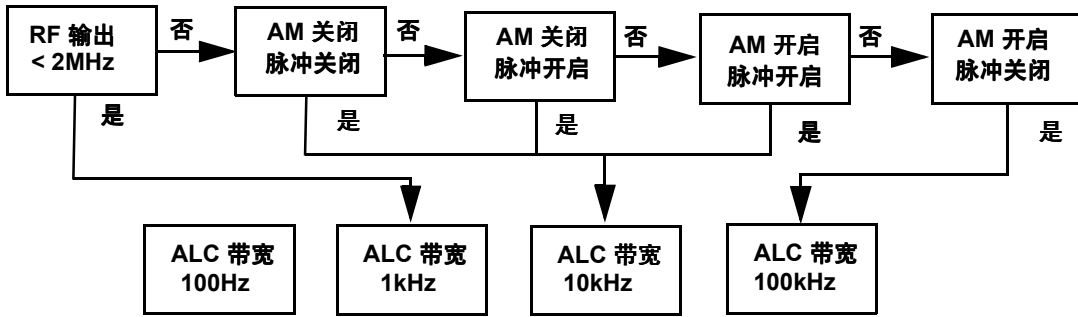 RF 输出
< 2MHz
否
AM 关闭
脉冲关闭
否
AM 关闭
脉冲开启
否
AM 开启
脉冲开启
否
AM 开启
脉冲关闭
是
是
是
是
是
ALC 带宽
100Hz
ALC 带宽
1kHz
ALC 带宽
10kHz
ALC 带宽
100kHz